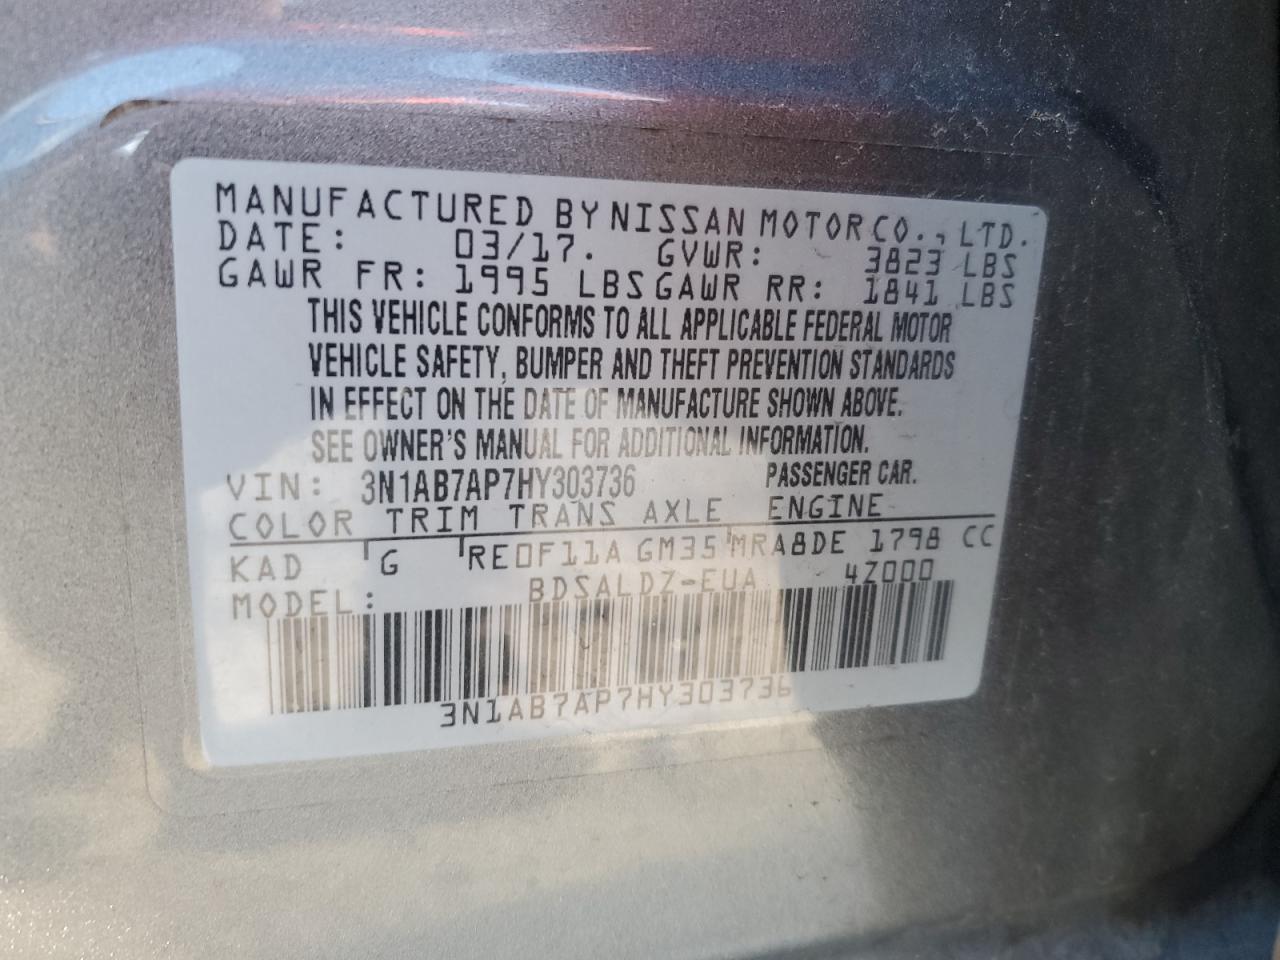 MANUFACTURED BY NISSAN MOTOR CO., LTD.
DATE: 03/17. GVWR: 3823 LBS
GAWR FR: 1995 LBS GAWR RR: 1841 LBS
THIS VEHICLE CONFORMS TO ALL APPLICABLE FEDERAL MOTOR
VEHICLE SAFETY, BUMPER AND THEFT PREVENTION STANDARDS
IN EFFECT ON THE DATE OF MANUFACTURE SHOWN ABOVE.
SEE OWNER'S MANUAL FOR ADDITIONAL INFORMATION.
VIN: 3N1AB7AP7HY303736 PASSENGER CAR.
COLOR TRIM TRANS AXLE ENGINE
KAD G RE0F11A GM35 MRA8DE 1798 CC
MODEL: BDSALDZ-EUA 4Z000
3N1AB7AP7HY303736